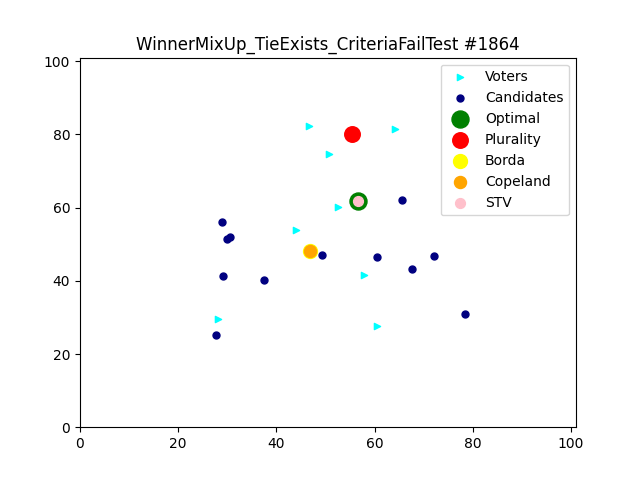 WinnerMixUp_TieExists_CriteriaFailTest #1864
100
80
60
40
20
0
0
20
40
60
80
100
Voters
Candidates
Optimal
Plurality
Borda
Copeland
STV